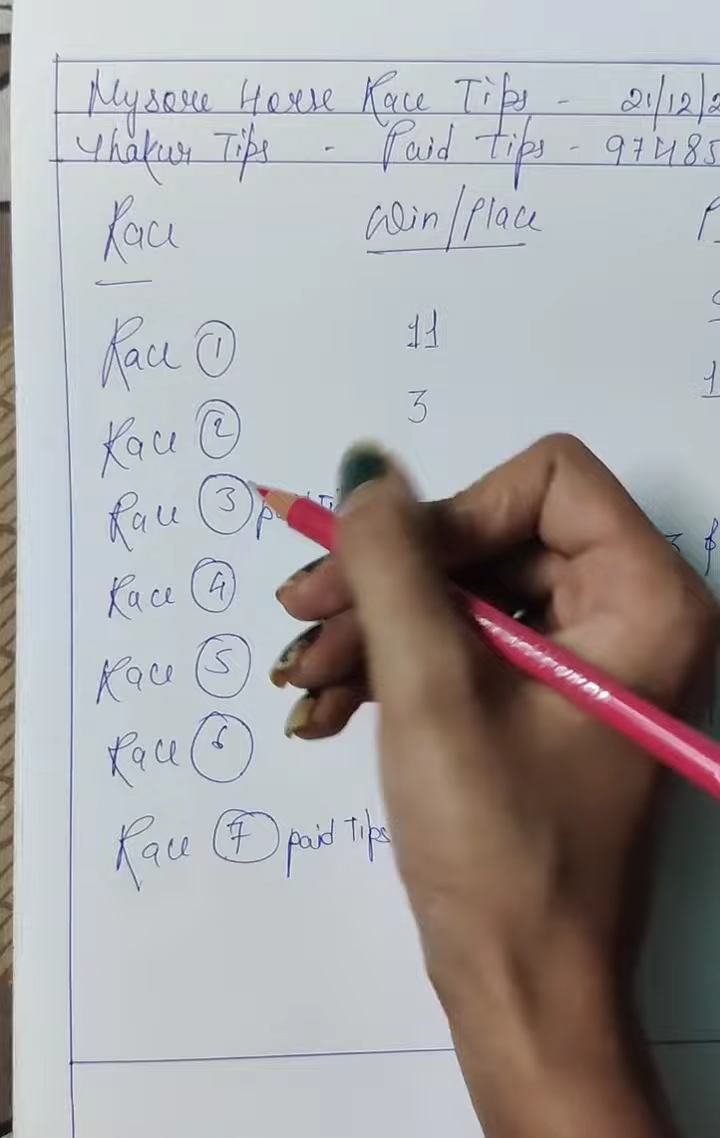 Mysore Horse Race Tips - 21/12/2
Thakur Tips - Paid Tips - 97485
Race Win/Place P
Race 1 11
Race 2 3 1
Race 3
Race 4
Race 5
Race 6
Race 7 paid Tips